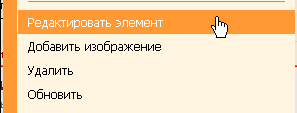 Редактировать элемент
Добавить изображение
Удалить
Обновить